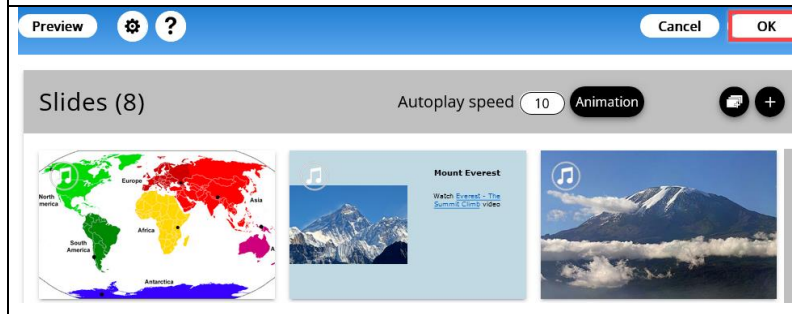 Preview
?
Cancel
OK
Slides (8)
Autoplay speed
10
Animation
+
North
merica
Europe
Asia
Africa
South
America
A
Antarctica
Mount Everest
Watch Everest - The
Summit Climb video